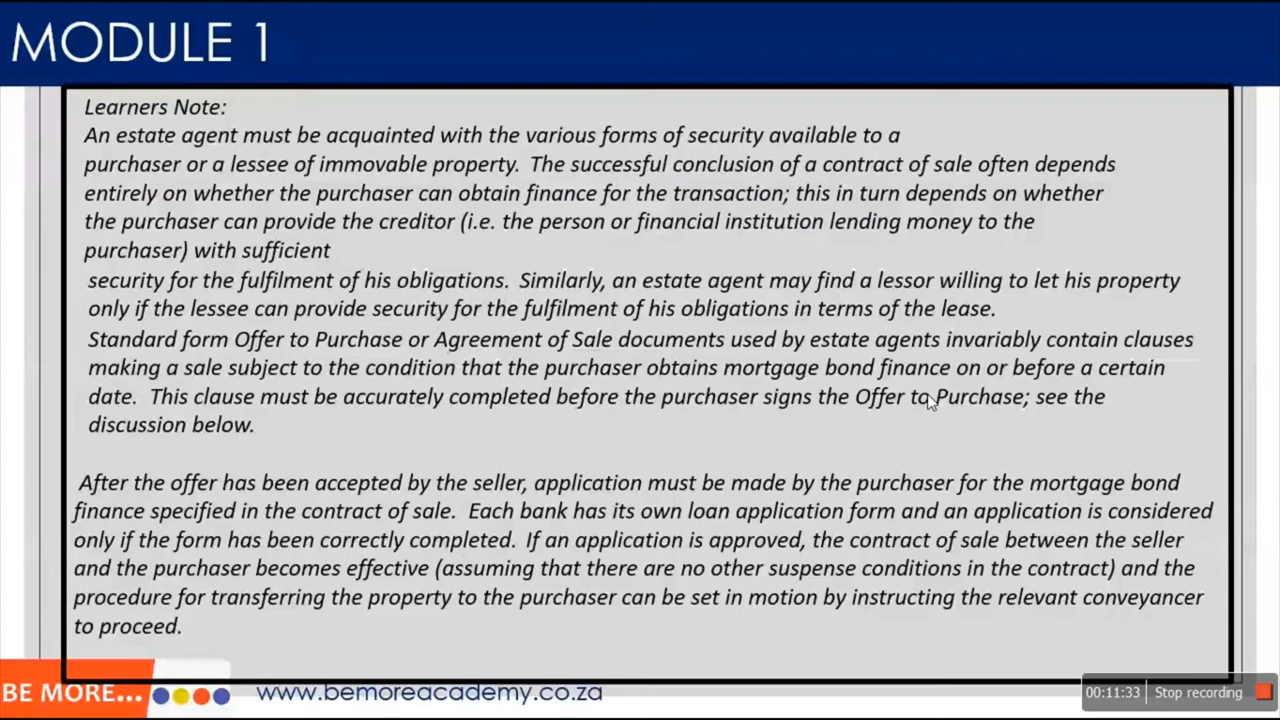 MODULE 1
Learners Note:
An estate agent must be acquainted with the various forms of security available to a
purchaser or a lessee of immovable property. The successful conclusion of a contract of sale often depends
entirely on whether the purchaser can obtain finance for the transaction; this in turn depends on whether
the purchaser can provide the creditor (i.e. the person or financial institution lending money to the
purchaser) with sufficient
security for the fulfilment of his obligations. Similarly, an estate agent may find a lessor willing to let his property
only if the lessee can provide security for the fulfilment of his obligations in terms of the lease.
Standard form Offer to Purchase or Agreement of Sale documents used by estate agents invariably contain clauses
making a sale subject to the condition that the purchaser obtains mortgage bond finance on or before a certain
date. This clause must be accurately completed before the purchaser signs the Offer to Purchase; see the
discussion below.
After the offer has been accepted by the seller, application must be made by the purchaser for the mortgage bond
finance specified in the contract of sale. Each bank has its own loan application form and an application is considered
only if the form has been correctly completed. If an application is approved, the contract of sale between the seller
and the purchaser becomes effective (assuming that there are no other suspense conditions in the contract) and the
procedure for transferring the property to the purchaser can be set in motion by instructing the relevant conveyancer
to proceed.
BE MORE...
www.bemoreacademy.co.za
00:11:33 Stop recording